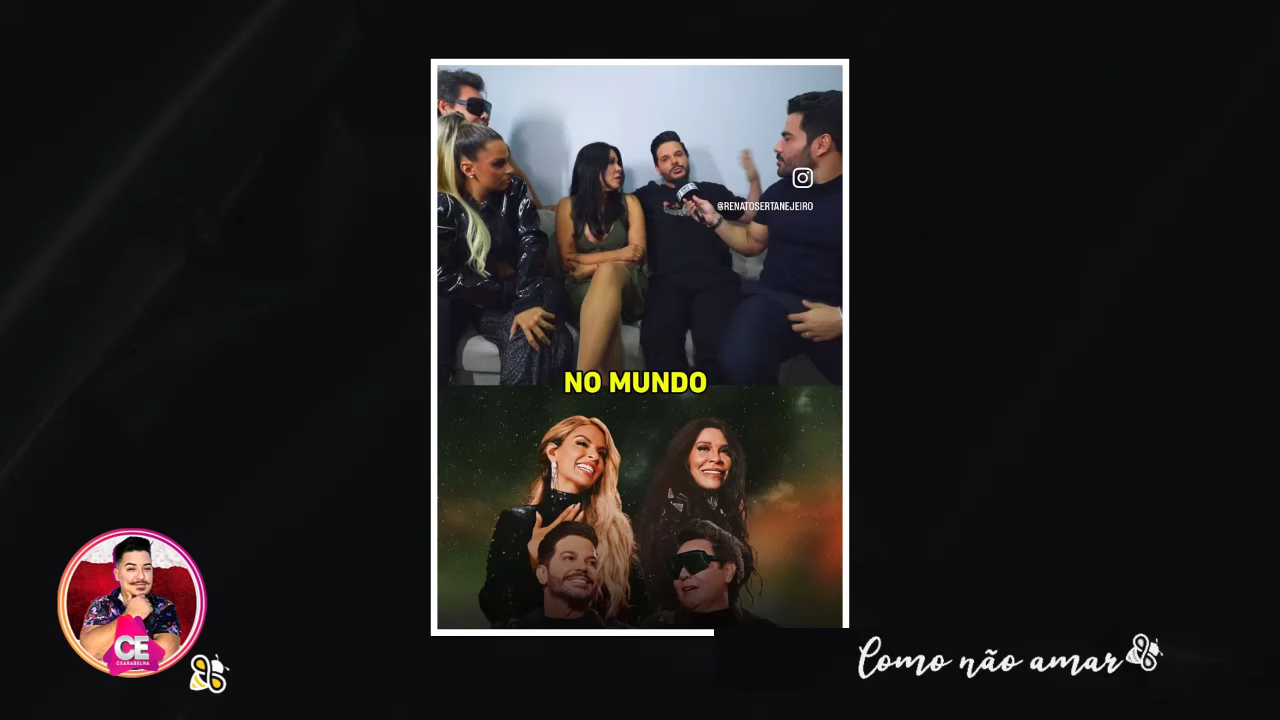 @RENATOSERTANEJEIRO
NO MUNDO
CE
CEARABELHA
Como não amar